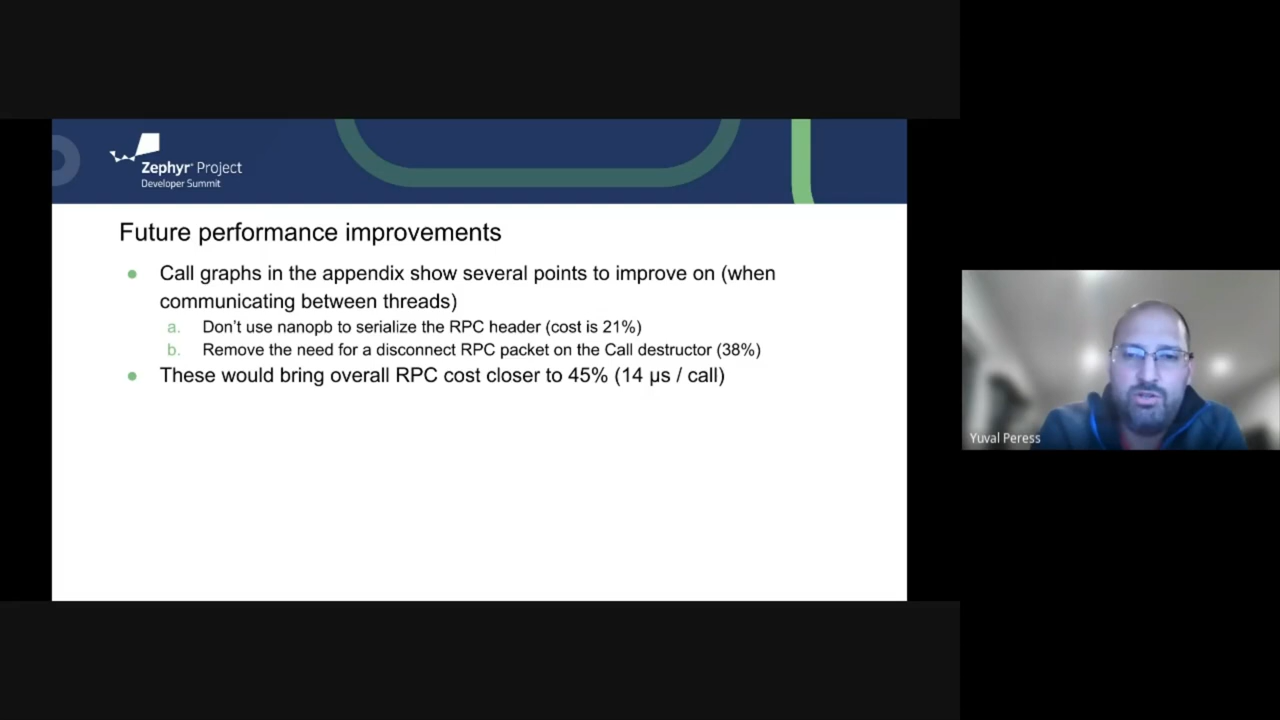 Zephyr® Project
Developer Summit
Future performance improvements
● Call graphs in the appendix show several points to improve on (when
communicating between threads)
a. Don’t use nanopb to serialize the RPC header (cost is 21%)
b. Remove the need for a disconnect RPC packet on the Call destructor (38%)
● These would bring overall RPC cost closer to 45% (14 µs / call)
Yuval Peress